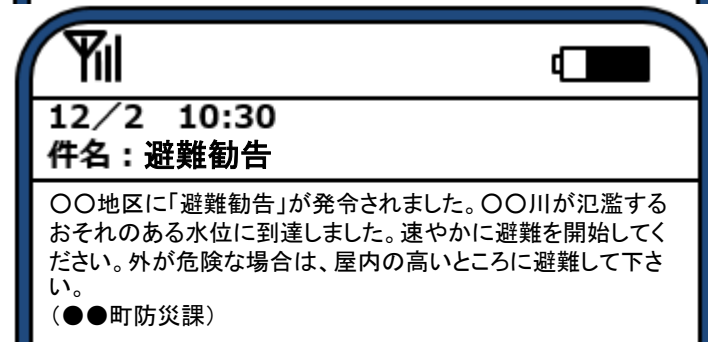 12／2　10:30
件名：避難勧告
〇〇地区に｢避難勧告｣が発令されました。〇〇川が氾濫する
おそれのある水位に到達しました。速やかに避難を開始してく
ださい。外が危険な場合は、屋内の高いところに避難して下さ
い。
（●●町防災課）